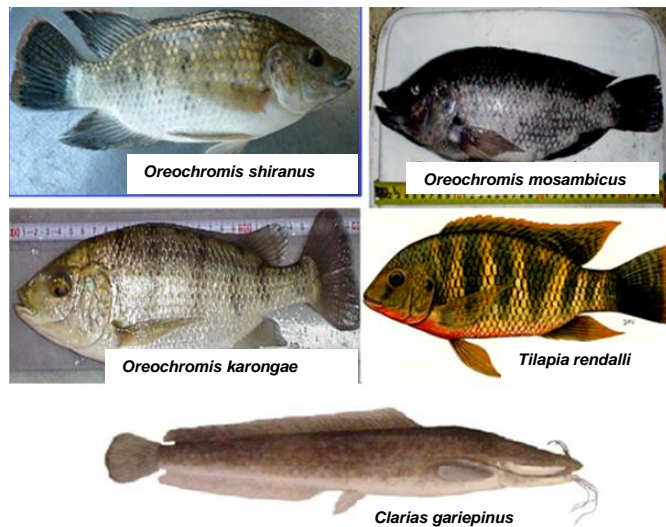 Oreochromis shiranus
Oreochromis mosambicus
Oreochromis karongae
Tilapia rendalli
Clarias gariepinus